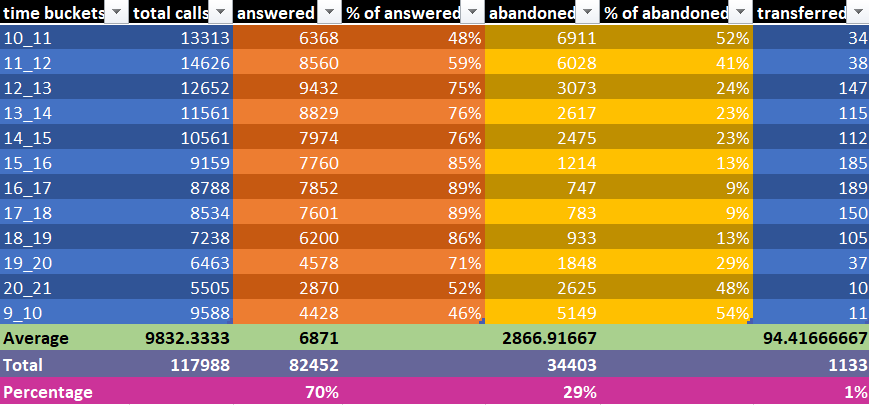 time buckets total calls answered % of answered abandoned % of abandoned transferred
10_11 13313 6368 48% 6911 52% 34
11_12 14626 8560 59% 6028 41% 38
12_13 12652 9432 75% 3073 24% 147
13_14 11561 8829 76% 2617 23% 115
14_15 10561 7974 76% 2475 23% 112
15_16 9159 7760 85% 1214 13% 185
16_17 8788 7852 89% 747 9% 189
17_18 8534 7601 89% 783 9% 150
18_19 7238 6200 86% 933 13% 105
19_20 6463 4578 71% 1848 29% 37
20_21 5505 2870 52% 2625 48% 10
9_10 9588 4428 46% 5149 54% 11
Average 9832.3333 6871 2866.91667 94.41666667
Total 117988 82452 34403 1133
Percentage 70% 29% 1%